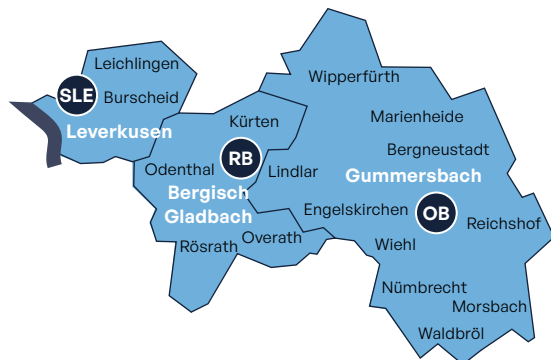 Leichlingen
SLE
Burscheid
Leverkusen
Wipperfürth
Kürten
Marienheide
RB
Odenthal
Lindlar
Bergneustadt
Bergisch
Gladbach
Gummersbach
Engelskirchen
OB
Reichshof
Overath
Rösrath
Wiehl
Nümbrecht
Morsbach
Waldbröl